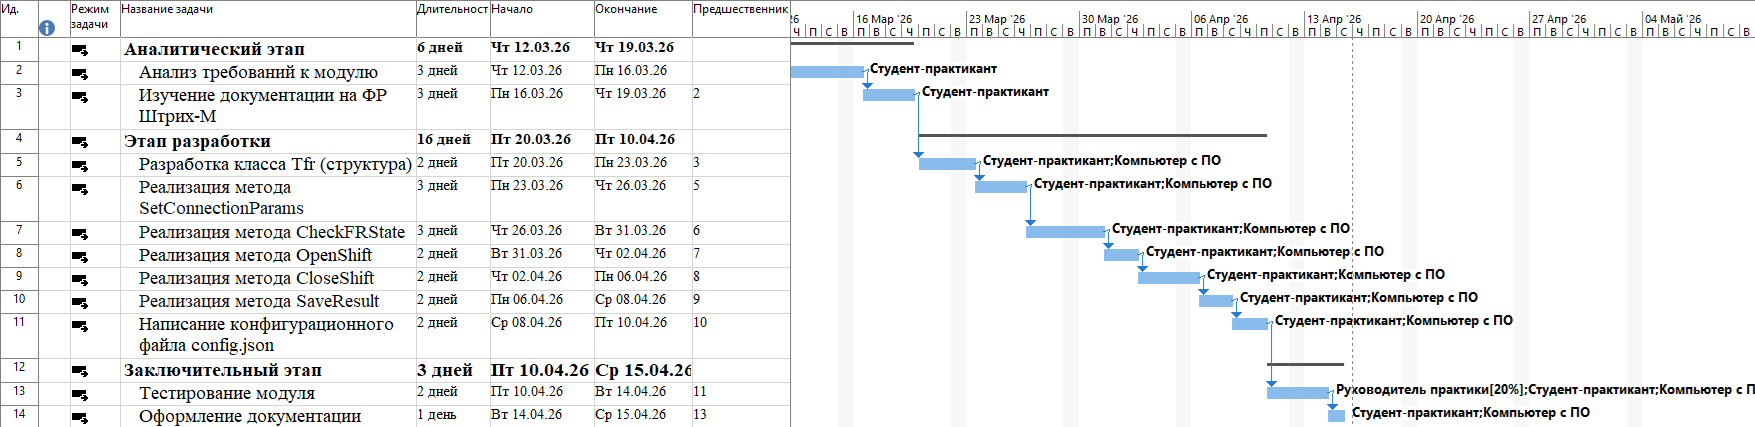 Ид. Режим задачи Название задачи Длительност Начало Окончание Предшественник
26 16 Мар '26 23 Мар '26 30 Мар '26 06 Апр '26 13 Апр '26 20 Апр '26 27 Апр '26 04 Май '26
Ч П С В П В С Ч П С В П В С Ч П С В П В С Ч П С В П В С Ч П С В П В С Ч П С В П В С Ч П С В П В С Ч П С В П В С Ч П С В
1 Аналитический этап 6 дней Чт 12.03.26 Чт 19.03.26
2 Анализ требований к модулю 3 дней Чт 12.03.26 Пн 16.03.26 Студент-практикант
3 Изучение документации на ФР 3 дней Пн 16.03.26 Чт 19.03.26 2 Студент-практикант
Штрих-М
4 Этап разработки 16 дней Пт 20.03.26 Пт 10.04.26
5 Разработка класса Tfr (структура) 2 дней Пт 20.03.26 Пн 23.03.26 3 Студент-практикант;Компьютер с ПО
6 Реализация метода 3 дней Пн 23.03.26 Чт 26.03.26 5 Студент-практикант;Компьютер с ПО
SetConnectionParams
7 Реализация метода CheckFRState 3 дней Чт 26.03.26 Вт 31.03.26 6 Студент-практикант;Компьютер с ПО
8 Реализация метода OpenShift 2 дней Вт 31.03.26 Чт 02.04.26 7 Студент-практикант;Компьютер с ПО
9 Реализация метода CloseShift 2 дней Чт 02.04.26 Пн 06.04.26 8 Студент-практикант;Компьютер с ПО
10 Реализация метода SaveResult 2 дней Пн 06.04.26 Ср 08.04.26 9 Студент-практикант;Компьютер с ПО
11 Написание конфигурационного 2 дней Ср 08.04.26 Пт 10.04.26 10 Студент-практикант;Компьютер с ПО
файла config.json
12 Заключительный этап 3 дней Пт 10.04.26 Ср 15.04.26
13 Тестирование модуля 2 дней Пт 10.04.26 Вт 14.04.26 11 Руководитель практики[20%];Студент-практикант;Компьютер с П
14 Оформление документации 1 день Вт 14.04.26 Ср 15.04.26 13 Студент-практикант;Компьютер с ПО